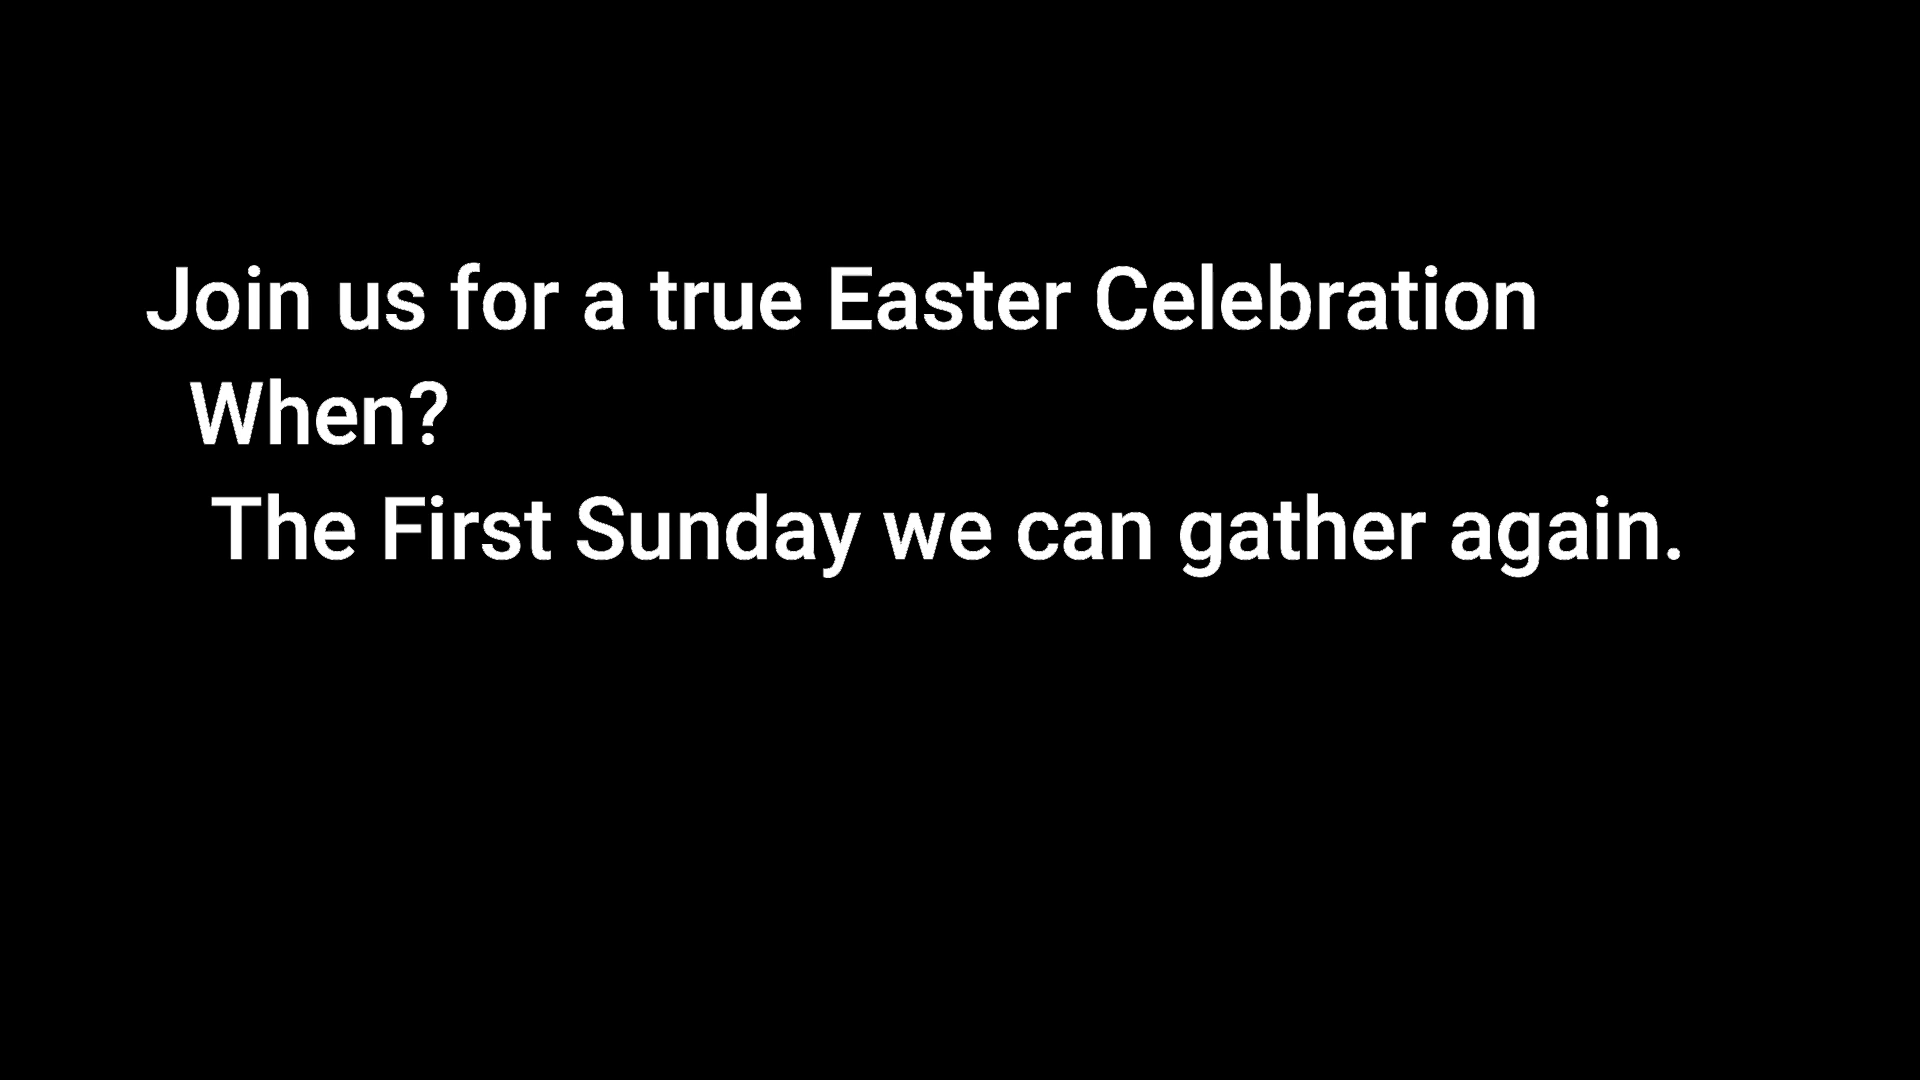 Join us for a true Easter Celebration
When?
The First Sunday we can gather again.